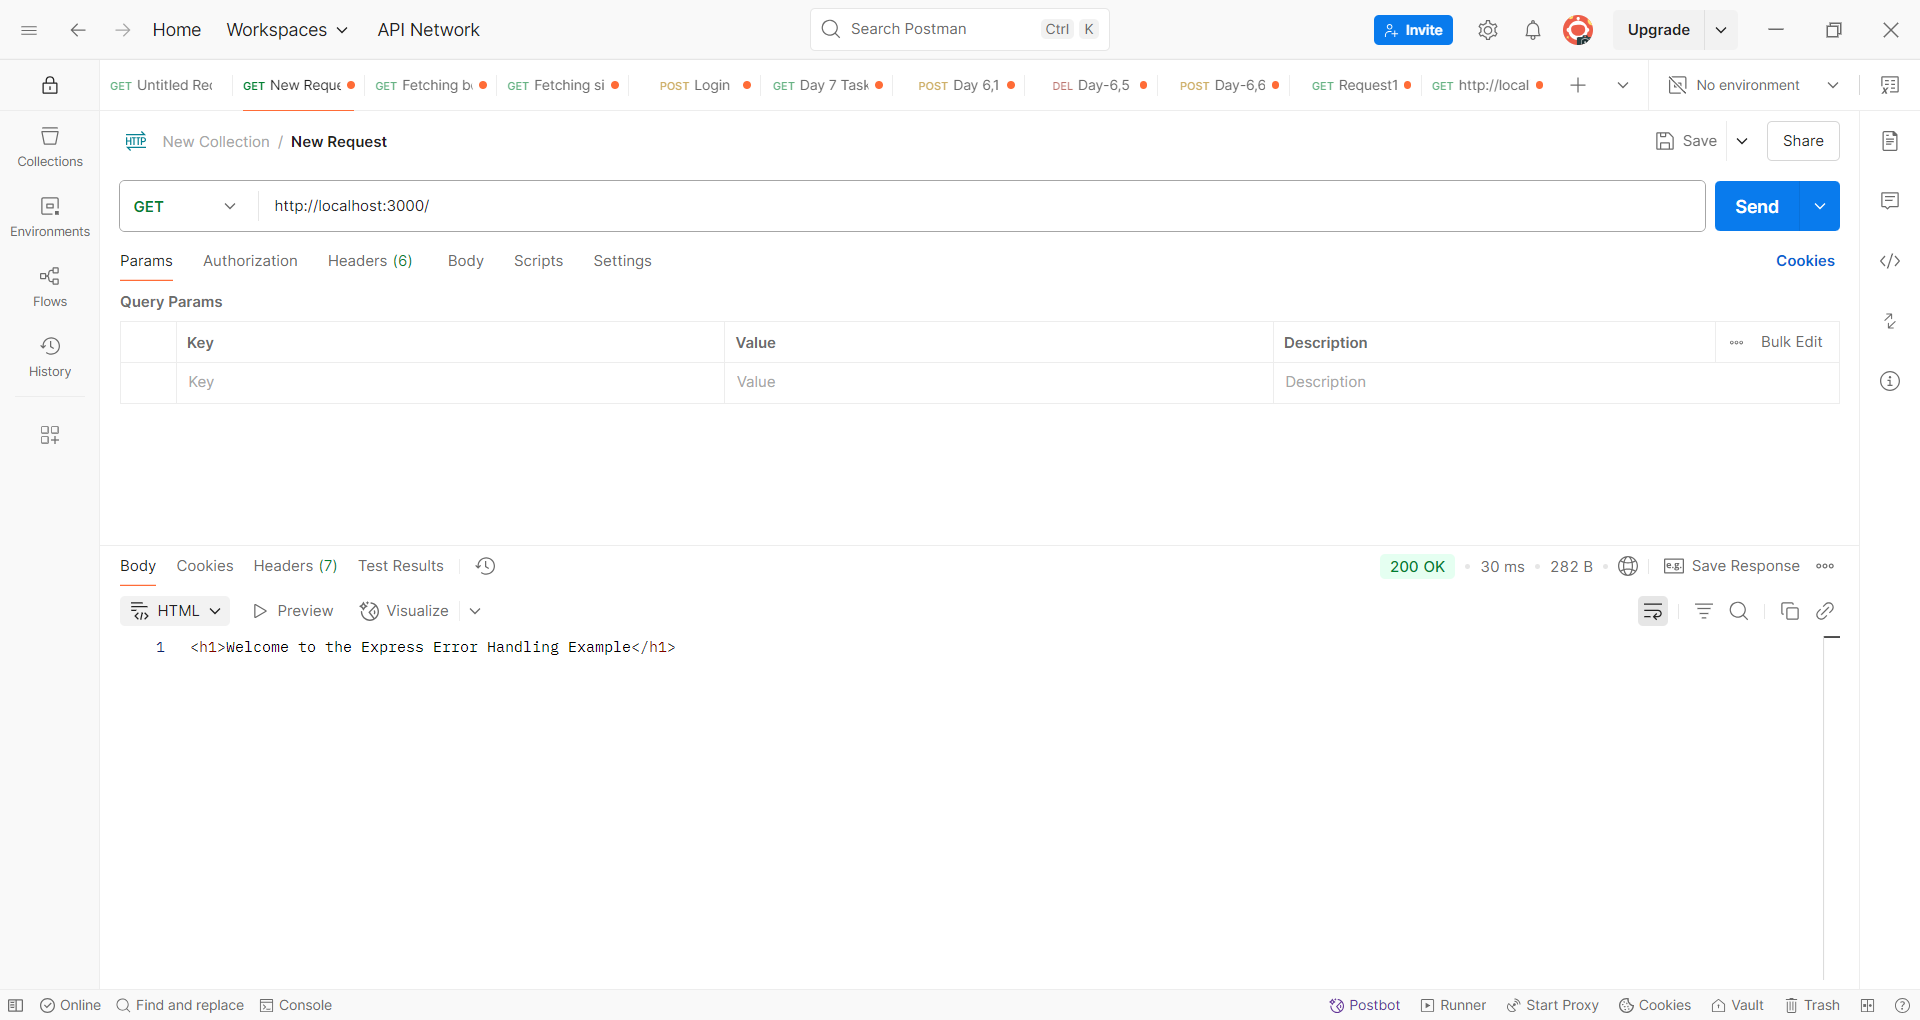 Home Workspaces API Network Search Postman Ctrl K Invite Upgrade
GET Untitled Rec GET New Reque GET Fetching b GET Fetching si POST Login GET Day 7 Task POST Day 6,1 DEL Day-6,5 POST Day-6,6 GET Request1 GET http://local No environment
HTTP New Collection / New Request Save Share
GET http://localhost:3000/ Send
Params Authorization Headers (6) Body Scripts Settings Cookies
Query Params
Key Value Description Bulk Edit
Key Value Description
Collections
Environments
Flows
History
Body Cookies Headers (7) Test Results 200 OK 30 ms 282 B e.g. Save Response
HTML Preview Visualize
1 <h1>Welcome to the Express Error Handling Example</h1>
Online Find and replace Console Postbot Runner Start Proxy Cookies Vault Trash